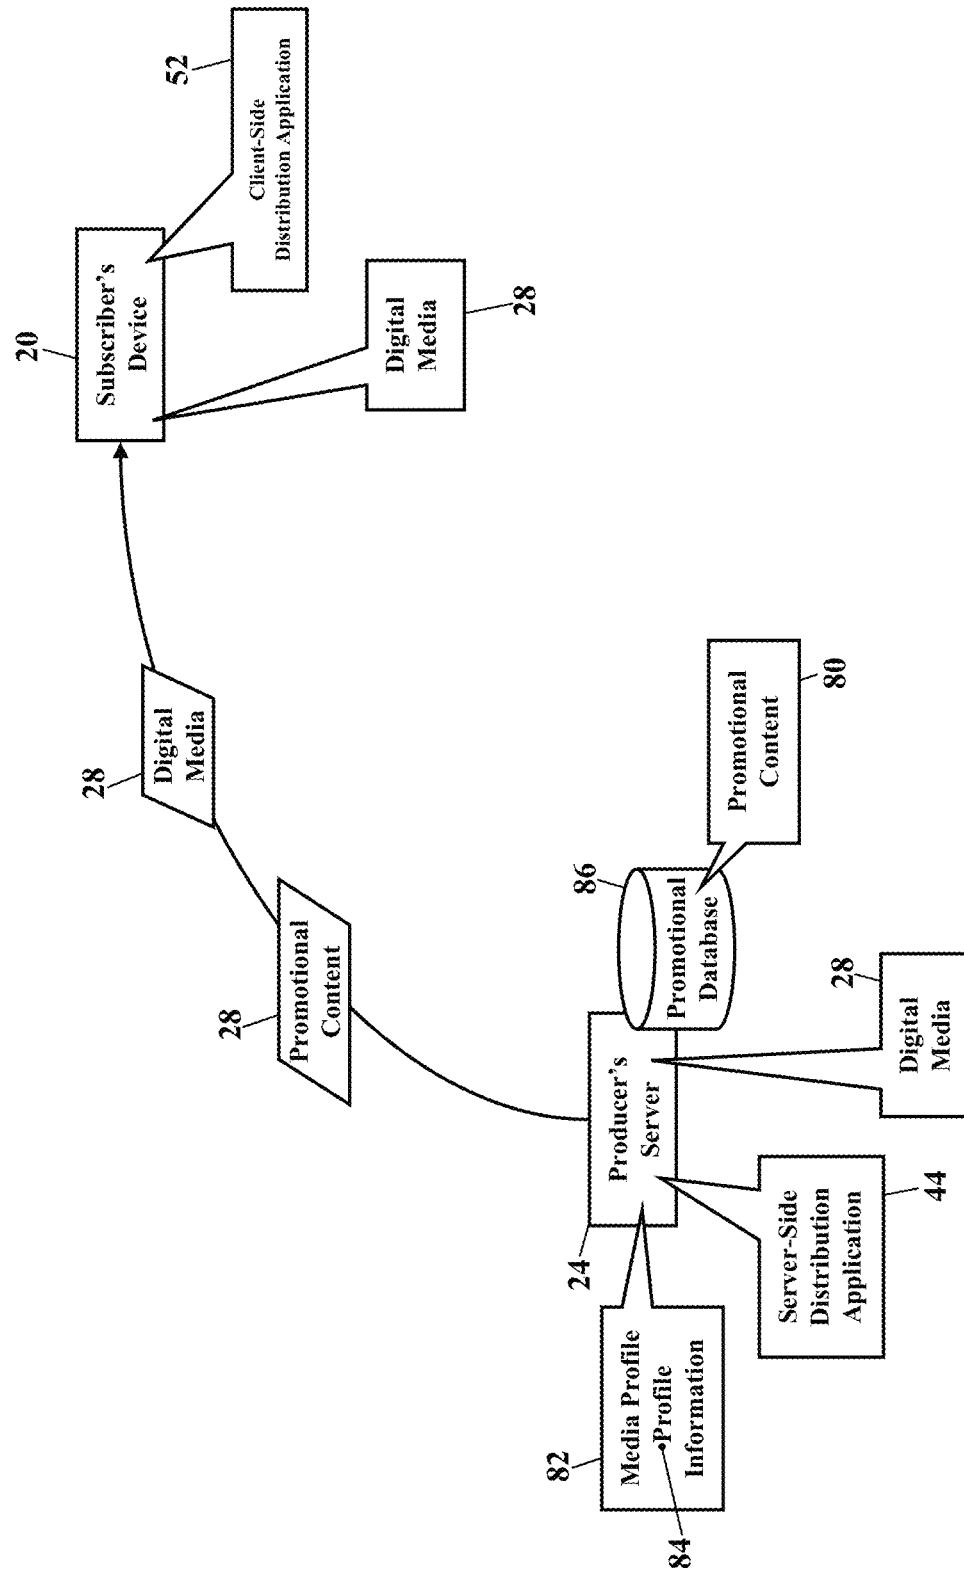 20
Subscriber's
Device
52
Client-Side
Distribution Application
Digital
Media
28
28
Digital
Media
28
Promotional
Content
86
Promotional
Database
Promotional
Content
80
24
Producer's
Server
Digital
Media
28
82
Media Profile
•Profile
Information
84
Server-Side
Distribution
Application
44